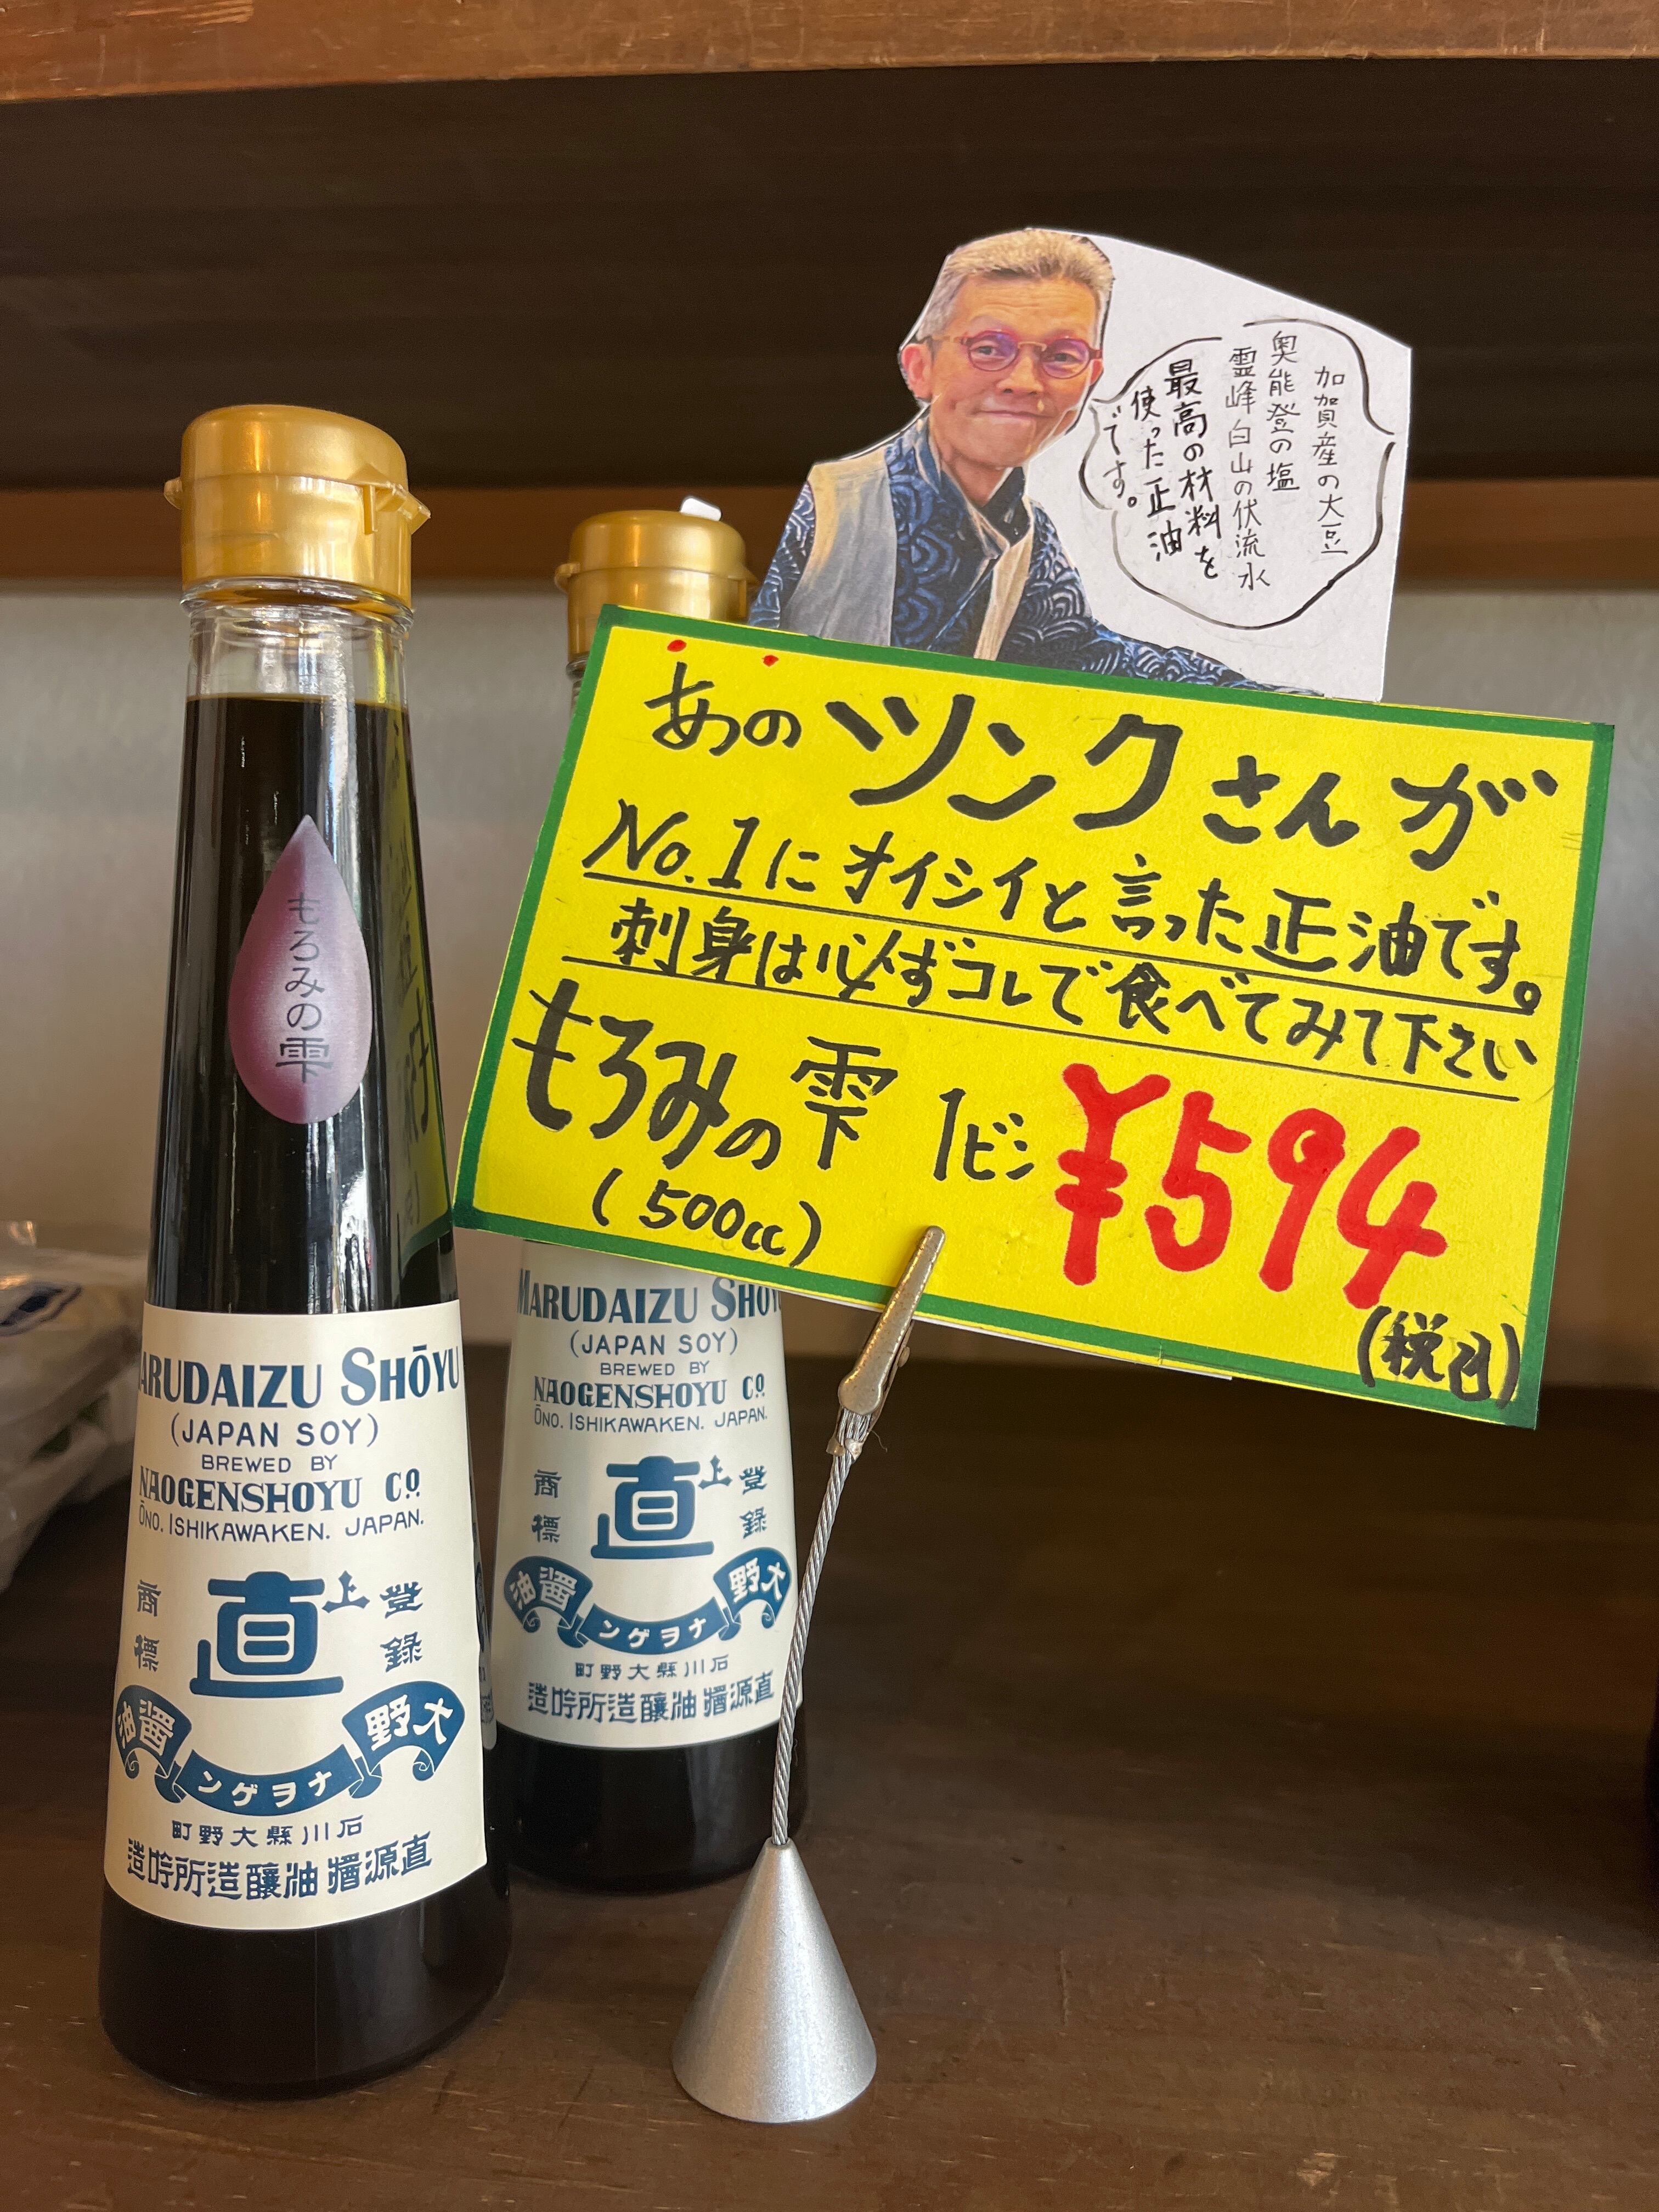 加賀産の大豆
奥能登の塩
霊峰白山の伏流水
最高の材料を
使った正油
です。
あのツンクさんが
No.1にオイシイと言った正油です。
刺身は必ずコレで食べてみて下さい
もろみの雫 1ビン ¥594
(500cc)
(税込)
もろみの雫
ARUDAIZU SHŌYU
(JAPAN SOY)
BREWED BY
NAOGENSHOYU Co.
ŌNO. ISHIKAWAKEN. JAPAN.
登録
商標
直上
大野
醤油
ナヲゲン
石川縣大野町
直源醤油醸造所吟造
MARUDAIZU SHOY
(JAPAN SOY)
BREWED BY
NAOGENSHOYU Co.
ŌNO. ISHIKAWAKEN. JAPAN.
登録
商標
直上
大野
醤油
ナヲゲン
石川縣大野町
直源醤油醸造所吟造